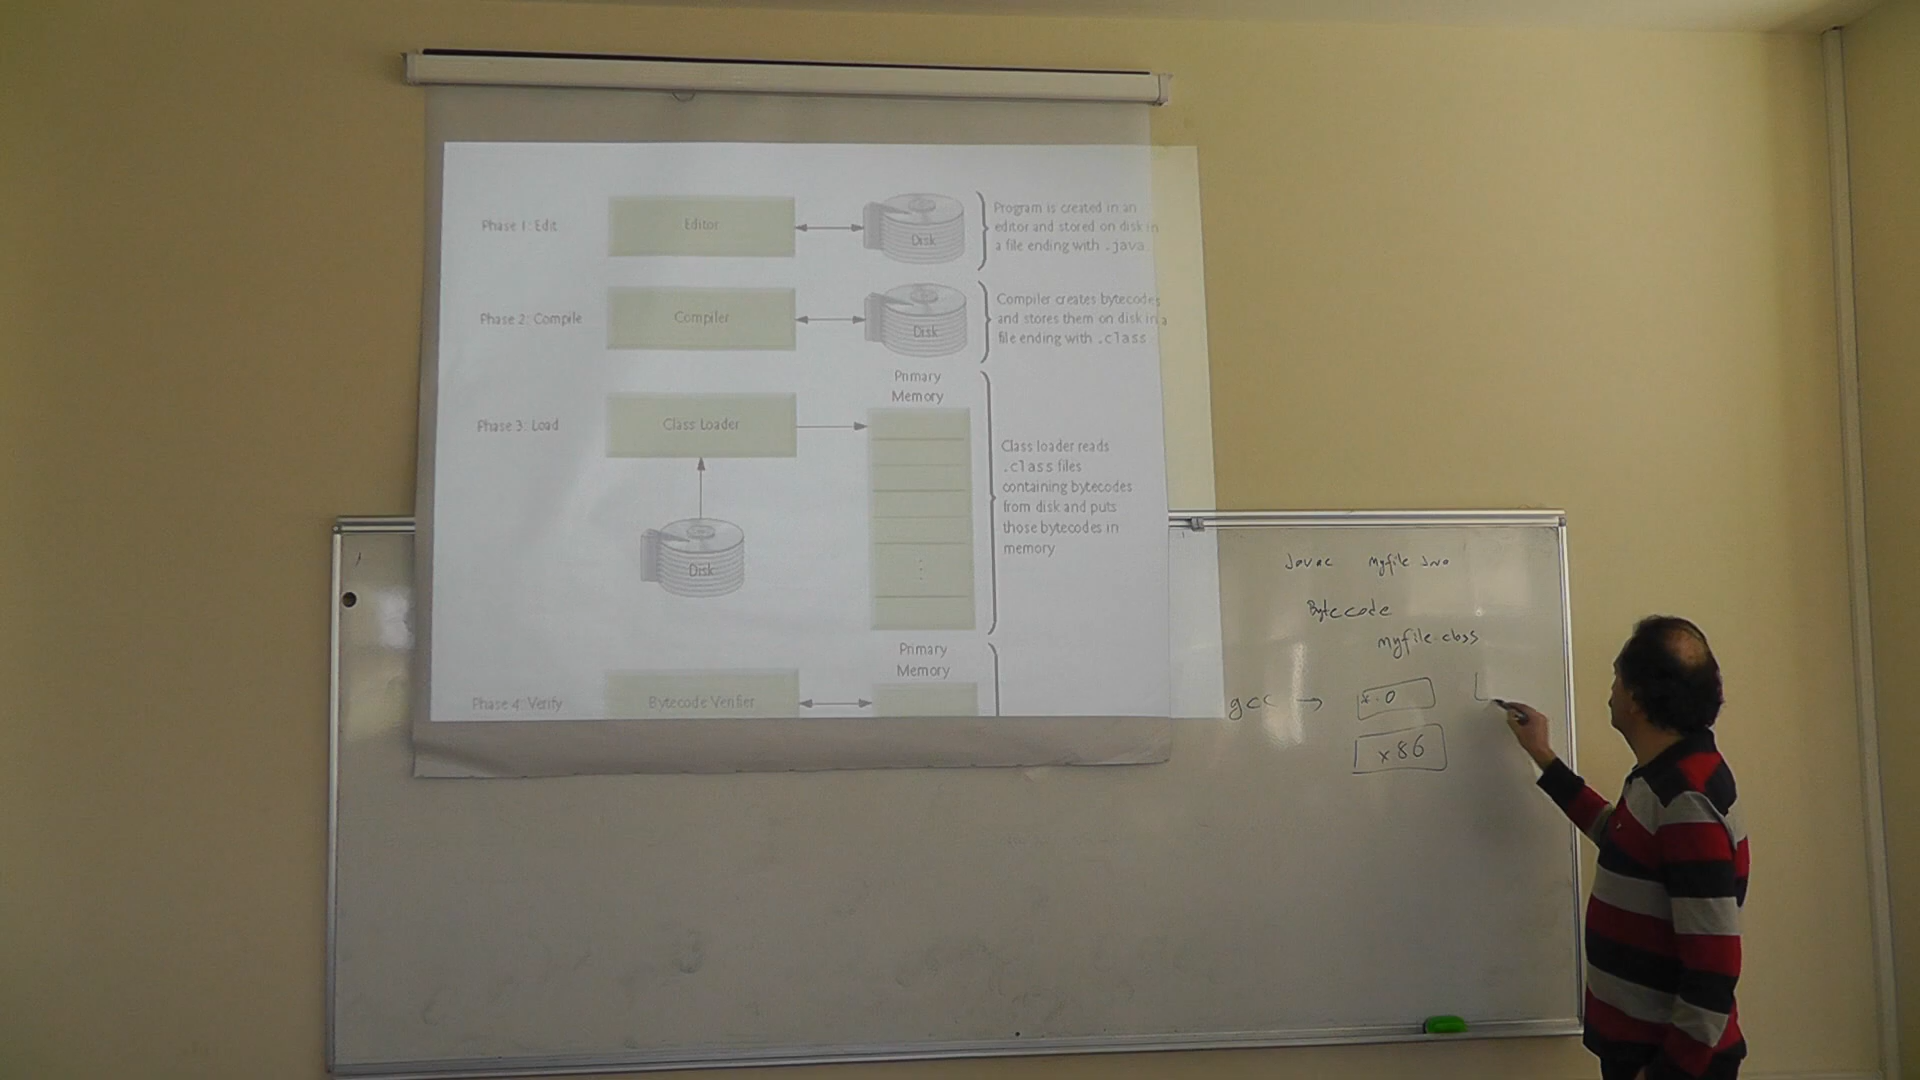 Phase 1: Edit
Editor
Disk
Program is created in an
editor and stored on disk in
a file ending with .java.
Phase 2: Compile
Compiler
Disk
Compiler creates bytecodes
and stores them on disk in a
file ending with .class.
Phase 3: Load
Class Loader
Primary
Memory
Disk
Class loader reads
.class files
containing bytecodes
from disk and puts
those bytecodes in
memory
Phase 4: Verify
Bytecode Verifier
Primary
Memory
Javac myfile
Bytecode
myfile.class
gcc → *.o
x86